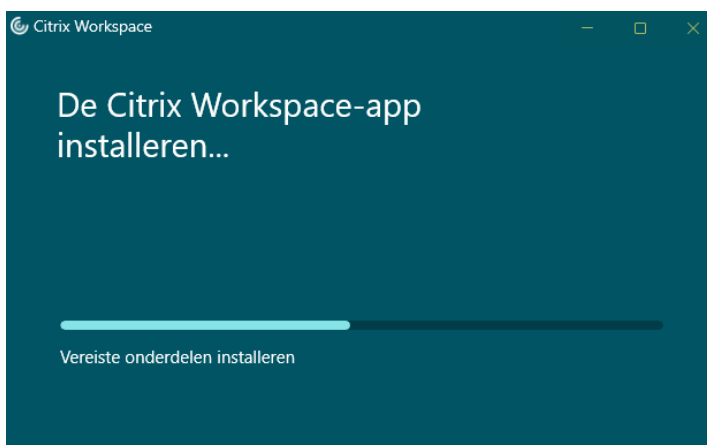 Citrix Workspace
De Citrix Workspace-app
installeren...
Vereiste onderdelen installeren